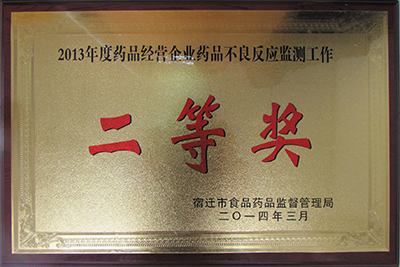 2013年度药品经营企业药品不良反应监测工作
二等奖
宿迁市食品药品监督管理局
二〇一四年三月